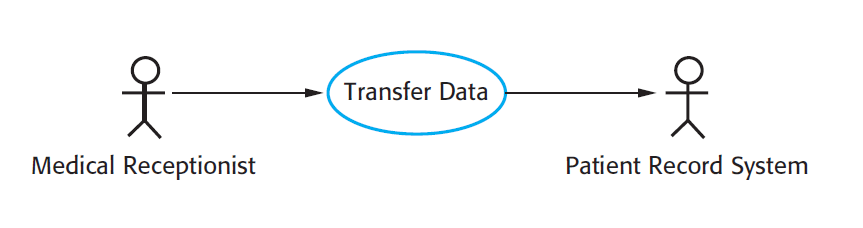 Transfer Data
Medical Receptionist
Patient Record System